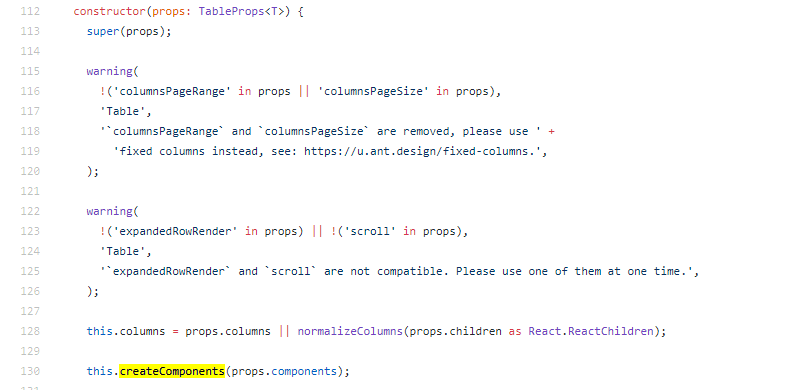 112 constructor(props: TableProps<T>) {
113 super(props);
114
115 warning(
116 !('columnsPageRange' in props || 'columnsPageSize' in props),
117 'Table',
118 '`columnsPageRange` and `columnsPageSize` are removed, please use ' +
119 'fixed columns instead, see: https://u.ant.design/fixed-columns.',
120 );
121
122 warning(
123 !('expandedRowRender' in props) || !('scroll' in props),
124 'Table',
125 '`expandedRowRender` and `scroll` are not compatible. Please use one of them at one time.',
126 );
127
128 this.columns = props.columns || normalizeColumns(props.children as React.ReactChildren);
129
130 this.createComponents(props.components);